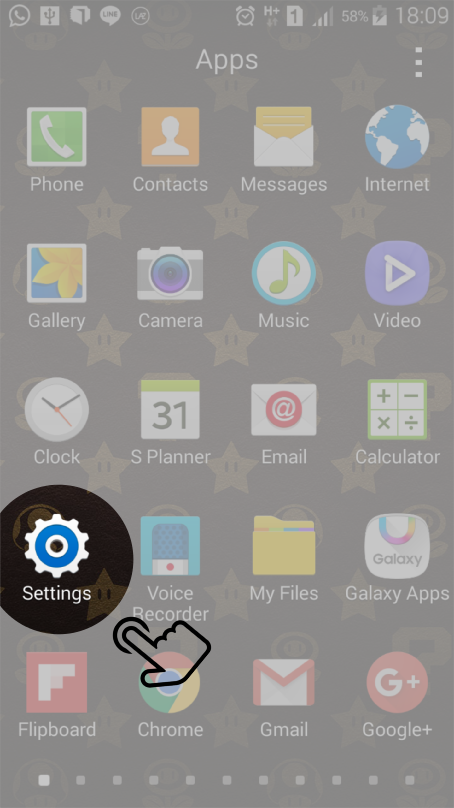 H+ 1 58% 18:09
Apps
Phone Contacts Messages Internet
Gallery Camera Music Video
31
@
Clock S Planner Email Calculator
Galaxy
Settings Voice Recorder My Files Galaxy Apps
G+
Flipboard Chrome Gmail Google+